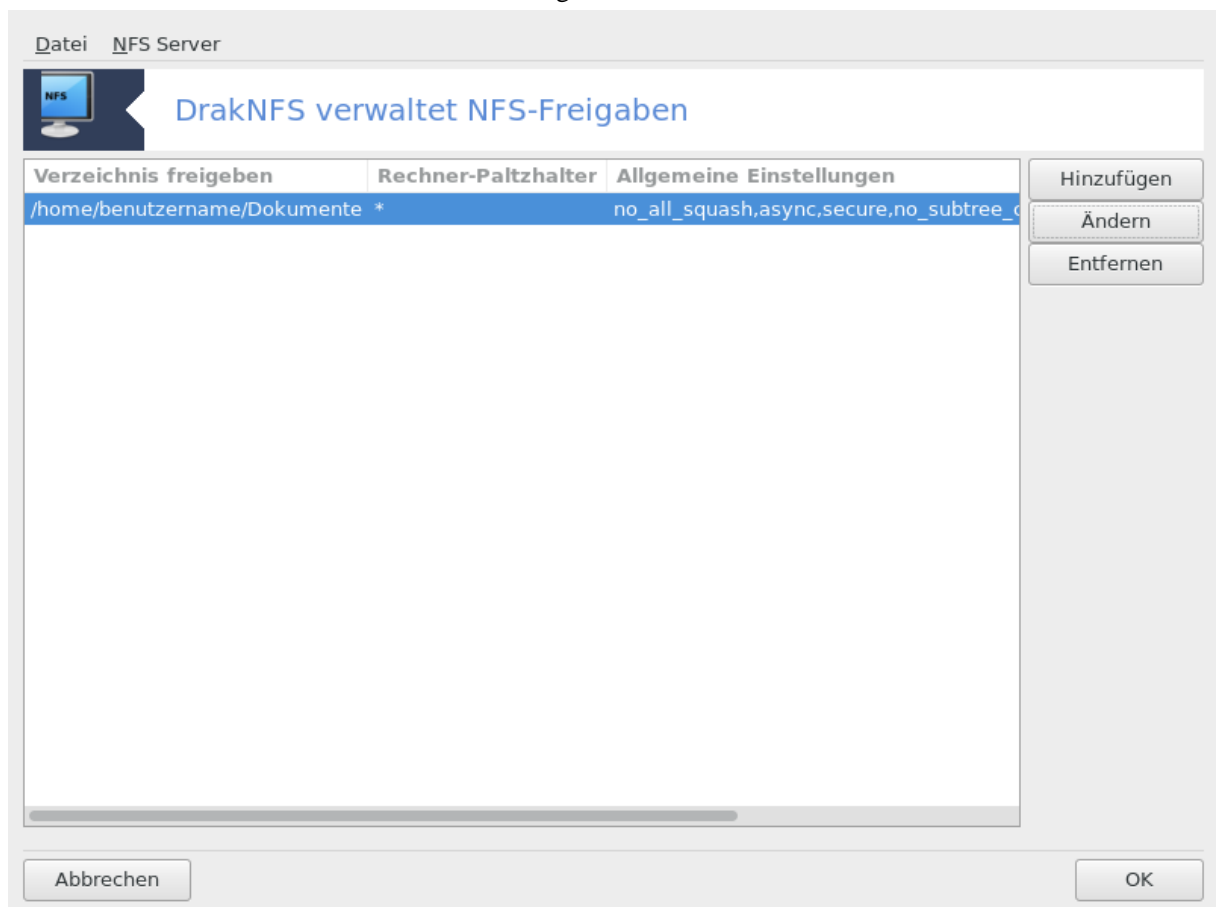 Datei NFS Server
NFS
DrakNFS verwaltet NFS-Freigaben
Verzeichnis freigeben Rechner-Paltzhalter Allgemeine Einstellungen
/home/benutzername/Dokumente * no_all_squash,async,secure,no_subtree_c
Hinzufügen
Ändern
Entfernen
Abbrechen OK